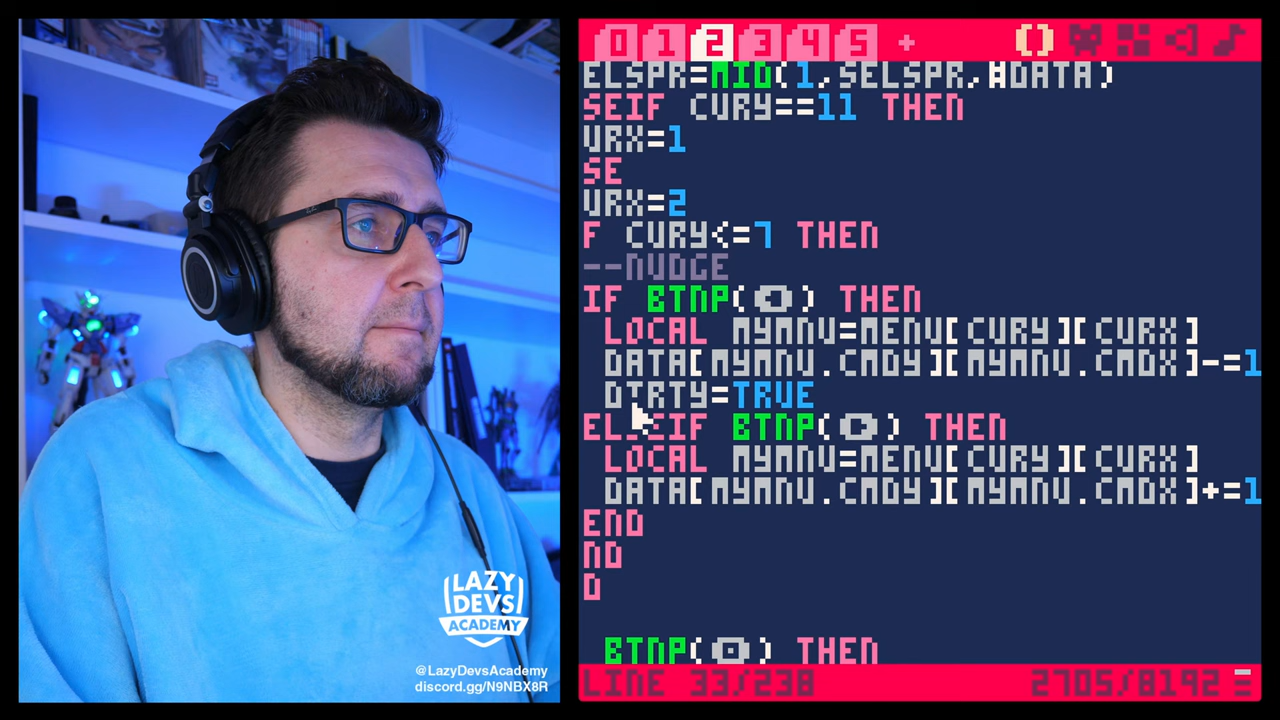 0 1 2 3 4 5 +
ELSPR=MID(1,SELSPR,#DATA)
SEIF CURY==11 THEN
URX=1
SE
URX=2
F CURY<=7 THEN
--NUDGE
IF BTNP(⬅️) THEN
LOCAL MYMNU=MENU[CURY][CURX]
DATA[MYMNU.CMDY][MYMNU.CMDX]-=1
DIRTY=TRUE
ELSEIF BTNP(➡️) THEN
LOCAL MYMNU=MENU[CURY][CURX]
DATA[MYMNU.CMDY][MYMNU.CMDX]+=1
END
ND
D
BTNP(🅾️) THEN
LINE 33/238 2705/8192
LAZY
DEVS
ACADEMY
@LazyDevsAcademy
discord.gg/N9NBX8R